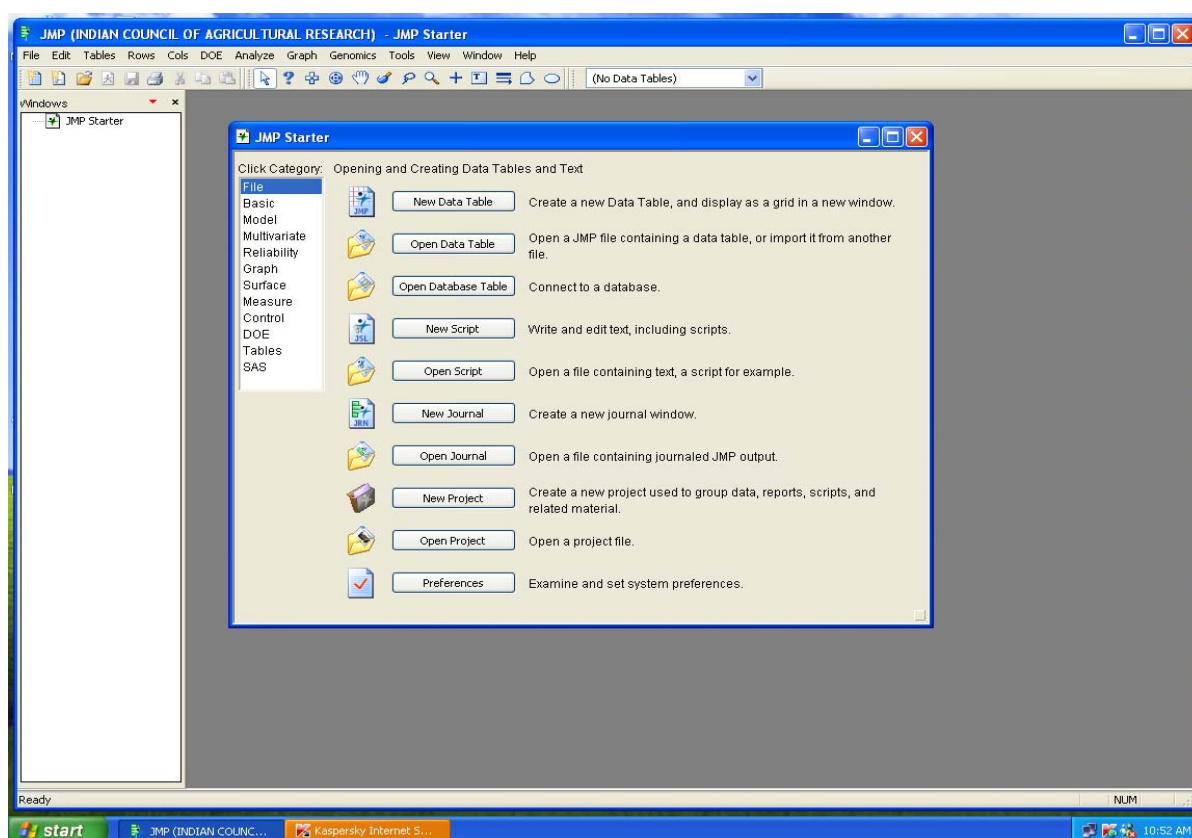 JMP (INDIAN COUNCIL OF AGRICULTURAL RESEARCH) - JMP Starter
File Edit Tables Rows Cols DOE Analyze Graph Genomics Tools View Window Help
(No Data Tables)
Windows
JMP Starter
JMP Starter
Click Category:
File
Basic
Model
Multivariate
Reliability
Graph
Surface
Measure
Control
DOE
Tables
SAS
Opening and Creating Data Tables and Text
JMP
New Data Table
Create a new Data Table, and display as a grid in a new window.
Open Data Table
Open a JMP file containing a data table, or import it from another
file.
Open Database Table
Connect to a database.
JSL
New Script
Write and edit text, including scripts.
Open Script
Open a file containing text, a script for example.
JRN
New Journal
Create a new journal window.
Open Journal
Open a file containing journaled JMP output.
New Project
Create a new project used to group data, reports, scripts, and
related material.
Open Project
Open a project file.
Preferences
Examine and set system preferences.
Ready
NUM
start
JMP (INDIAN COUNC...
Kaspersky Internet S...
10:52 AM